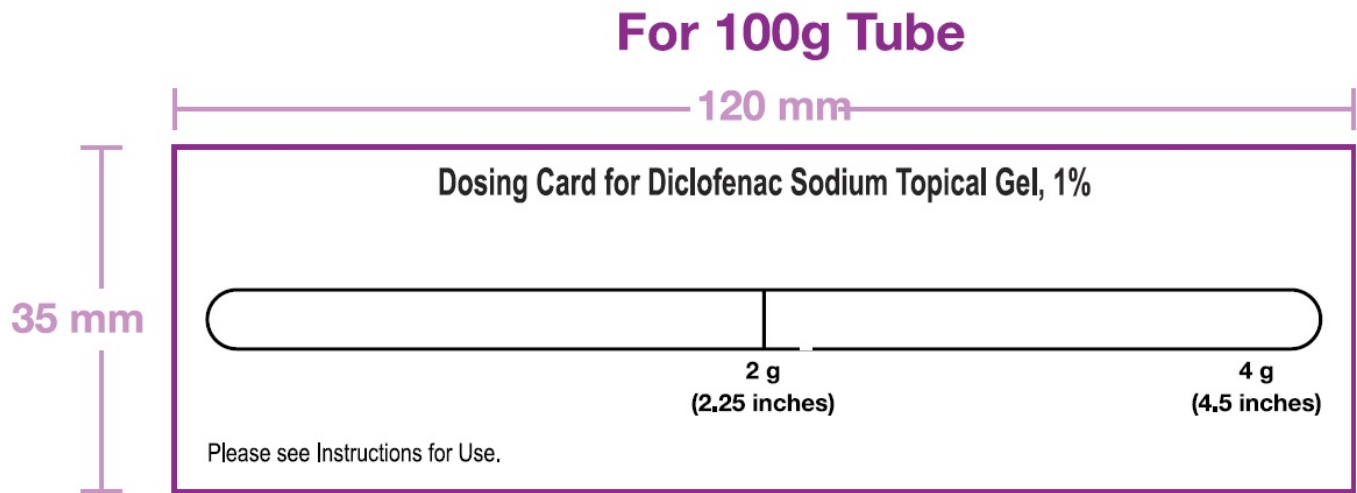 For 100g Tube
120 mm
Dosing Card for Diclofenac Sodium Topical Gel, 1%
35 mm
2 g
(2.25 inches)
4 g
(4.5 inches)
Please see Instructions for Use.